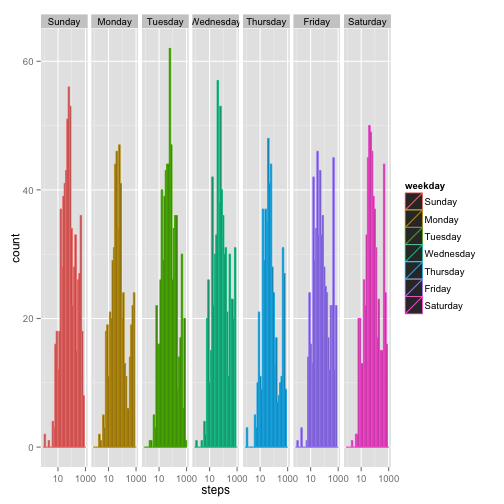 Sunday Monday Tuesday Wednesday Thursday Friday Saturday
60
40
20
0
count
10 1000 10 1000 10 1000 10 1000 10 1000 10 1000 10 1000
steps
weekday
Sunday
Monday
Tuesday
Wednesday
Thursday
Friday
Saturday